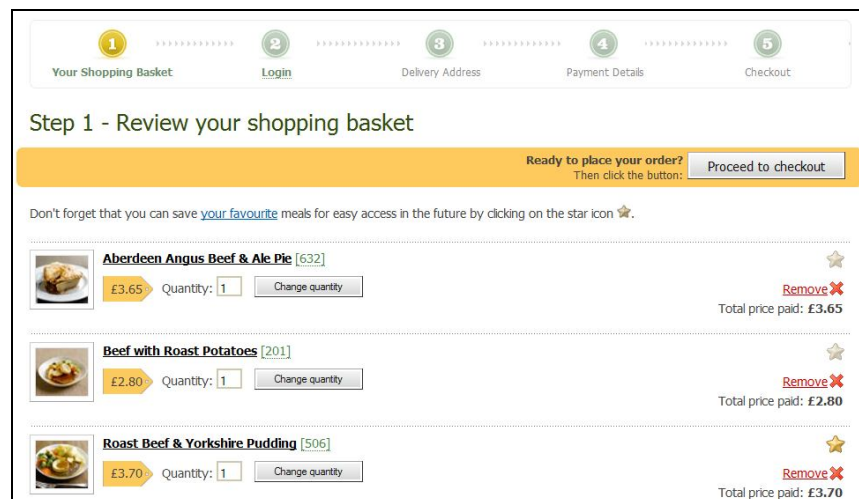 1 2 3 4 5
Your Shopping Basket Login Delivery Address Payment Details Checkout
Step 1 - Review your shopping basket
Ready to place your order?
Then click the button:
Proceed to checkout
Don't forget that you can save your favourite meals for easy access in the future by clicking on the star icon .
Aberdeen Angus Beef & Ale Pie [632]
£3.65 Quantity: 1 Change quantity
Remove
Total price paid: £3.65
Beef with Roast Potatoes [201]
£2.80 Quantity: 1 Change quantity
Remove
Total price paid: £2.80
Roast Beef & Yorkshire Pudding [506]
£3.70 Quantity: 1 Change quantity
Remove
Total price paid: £3.70